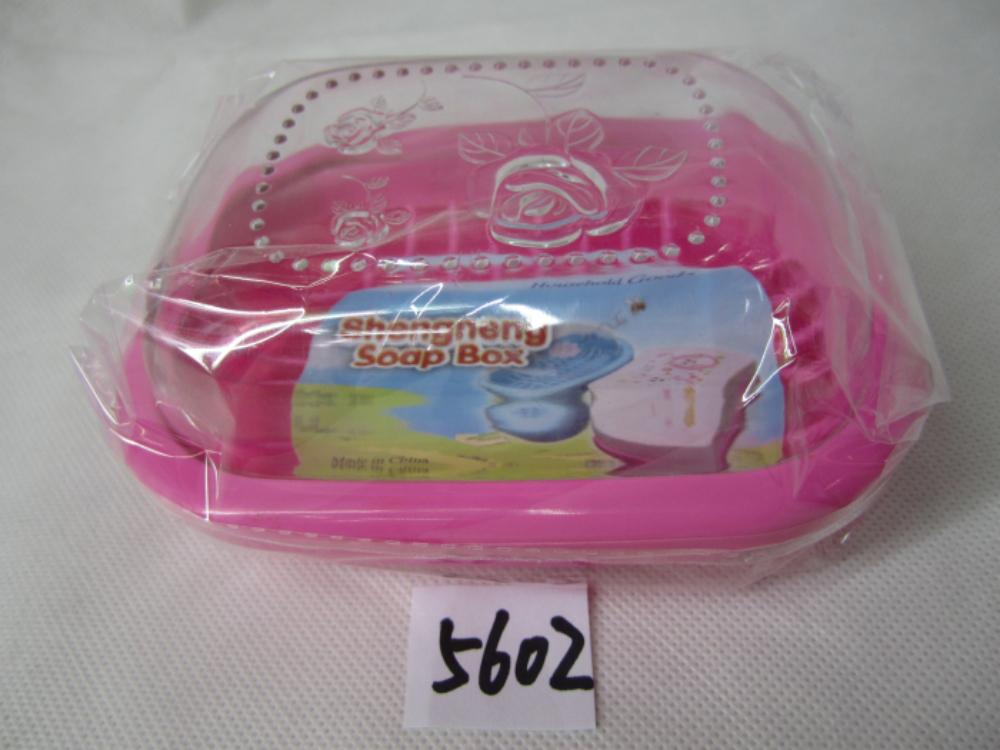 Household Goods
Shengneng
Soap Box
Made in China
5602